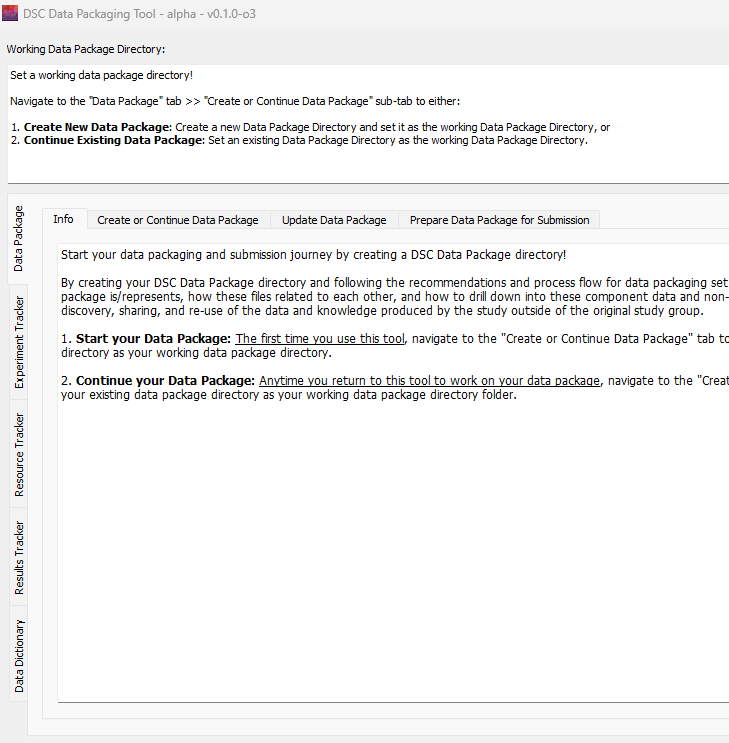 DSC Data Packaging Tool - alpha - v0.1.0-o3
Working Data Package Directory:
Set a working data package directory!
Navigate to the "Data Package" tab >> "Create or Continue Data Package" sub-tab to either:
1. Create New Data Package: Create a new Data Package Directory and set it as the working Data Package Directory, or
2. Continue Existing Data Package: Set an existing Data Package Directory as the working Data Package Directory.
Data Package
Experiment Tracker
Resource Tracker
Results Tracker
Data Dictionary
Info
Create or Continue Data Package
Update Data Package
Prepare Data Package for Submission
Start your data packaging and submission journey by creating a DSC Data Package directory!
By creating your DSC Data Package directory and following the recommendations and process flow for data packaging set
package is/represents, how these files related to each other, and how to drill down into these component data and non-
discovery, sharing, and re-use of the data and knowledge produced by the study outside of the original study group.
1. Start your Data Package: The first time you use this tool, navigate to the "Create or Continue Data Package" tab to
directory as your working data package directory.
2. Continue your Data Package: Anytime you return to this tool to work on your data package, navigate to the "Creat
your existing data package directory as your working data package directory folder.